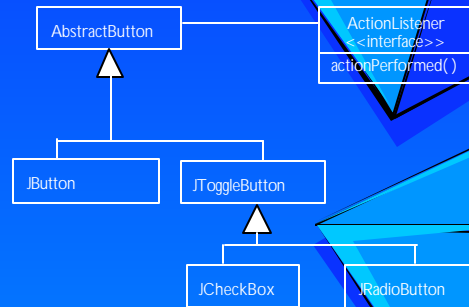 AbstractButton
ActionListener
<<interface>>
actionPerformed( )
JButton
JToggleButton
JCheckBox
JRadioButton